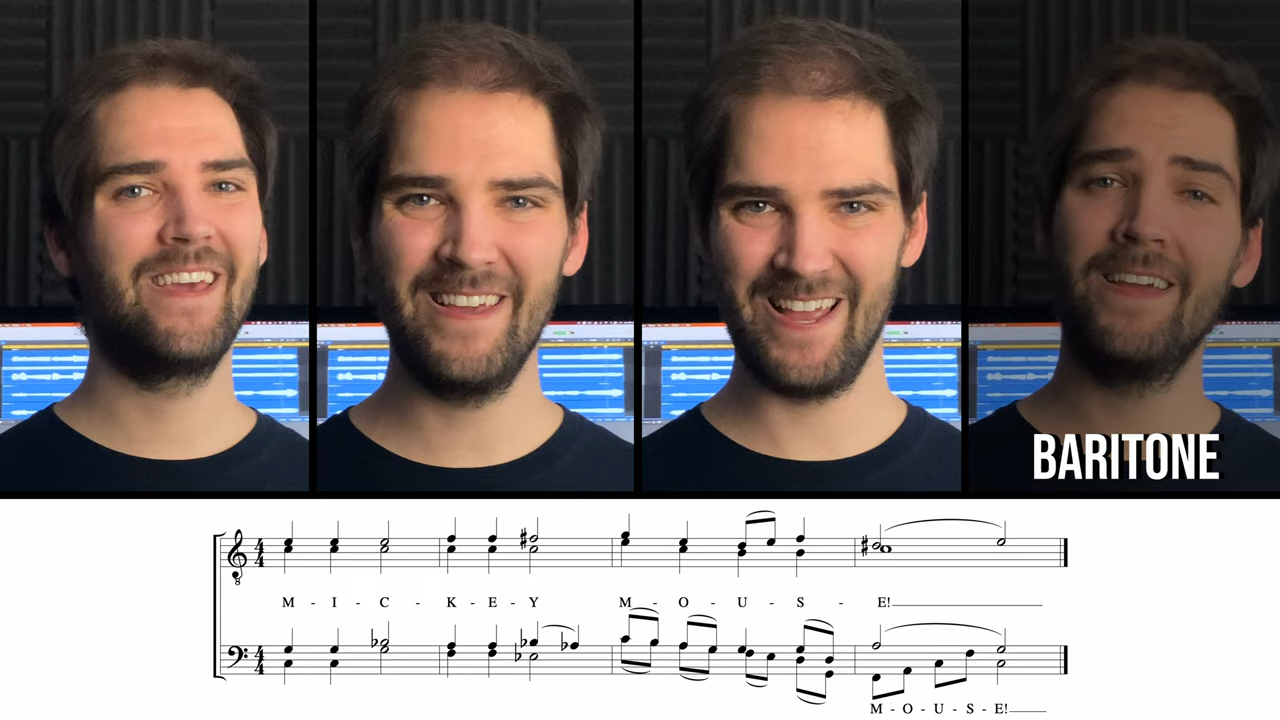 BARITONE
M - I - C - K - E - Y M - O - U - S - E!
M - O - U - S - E!